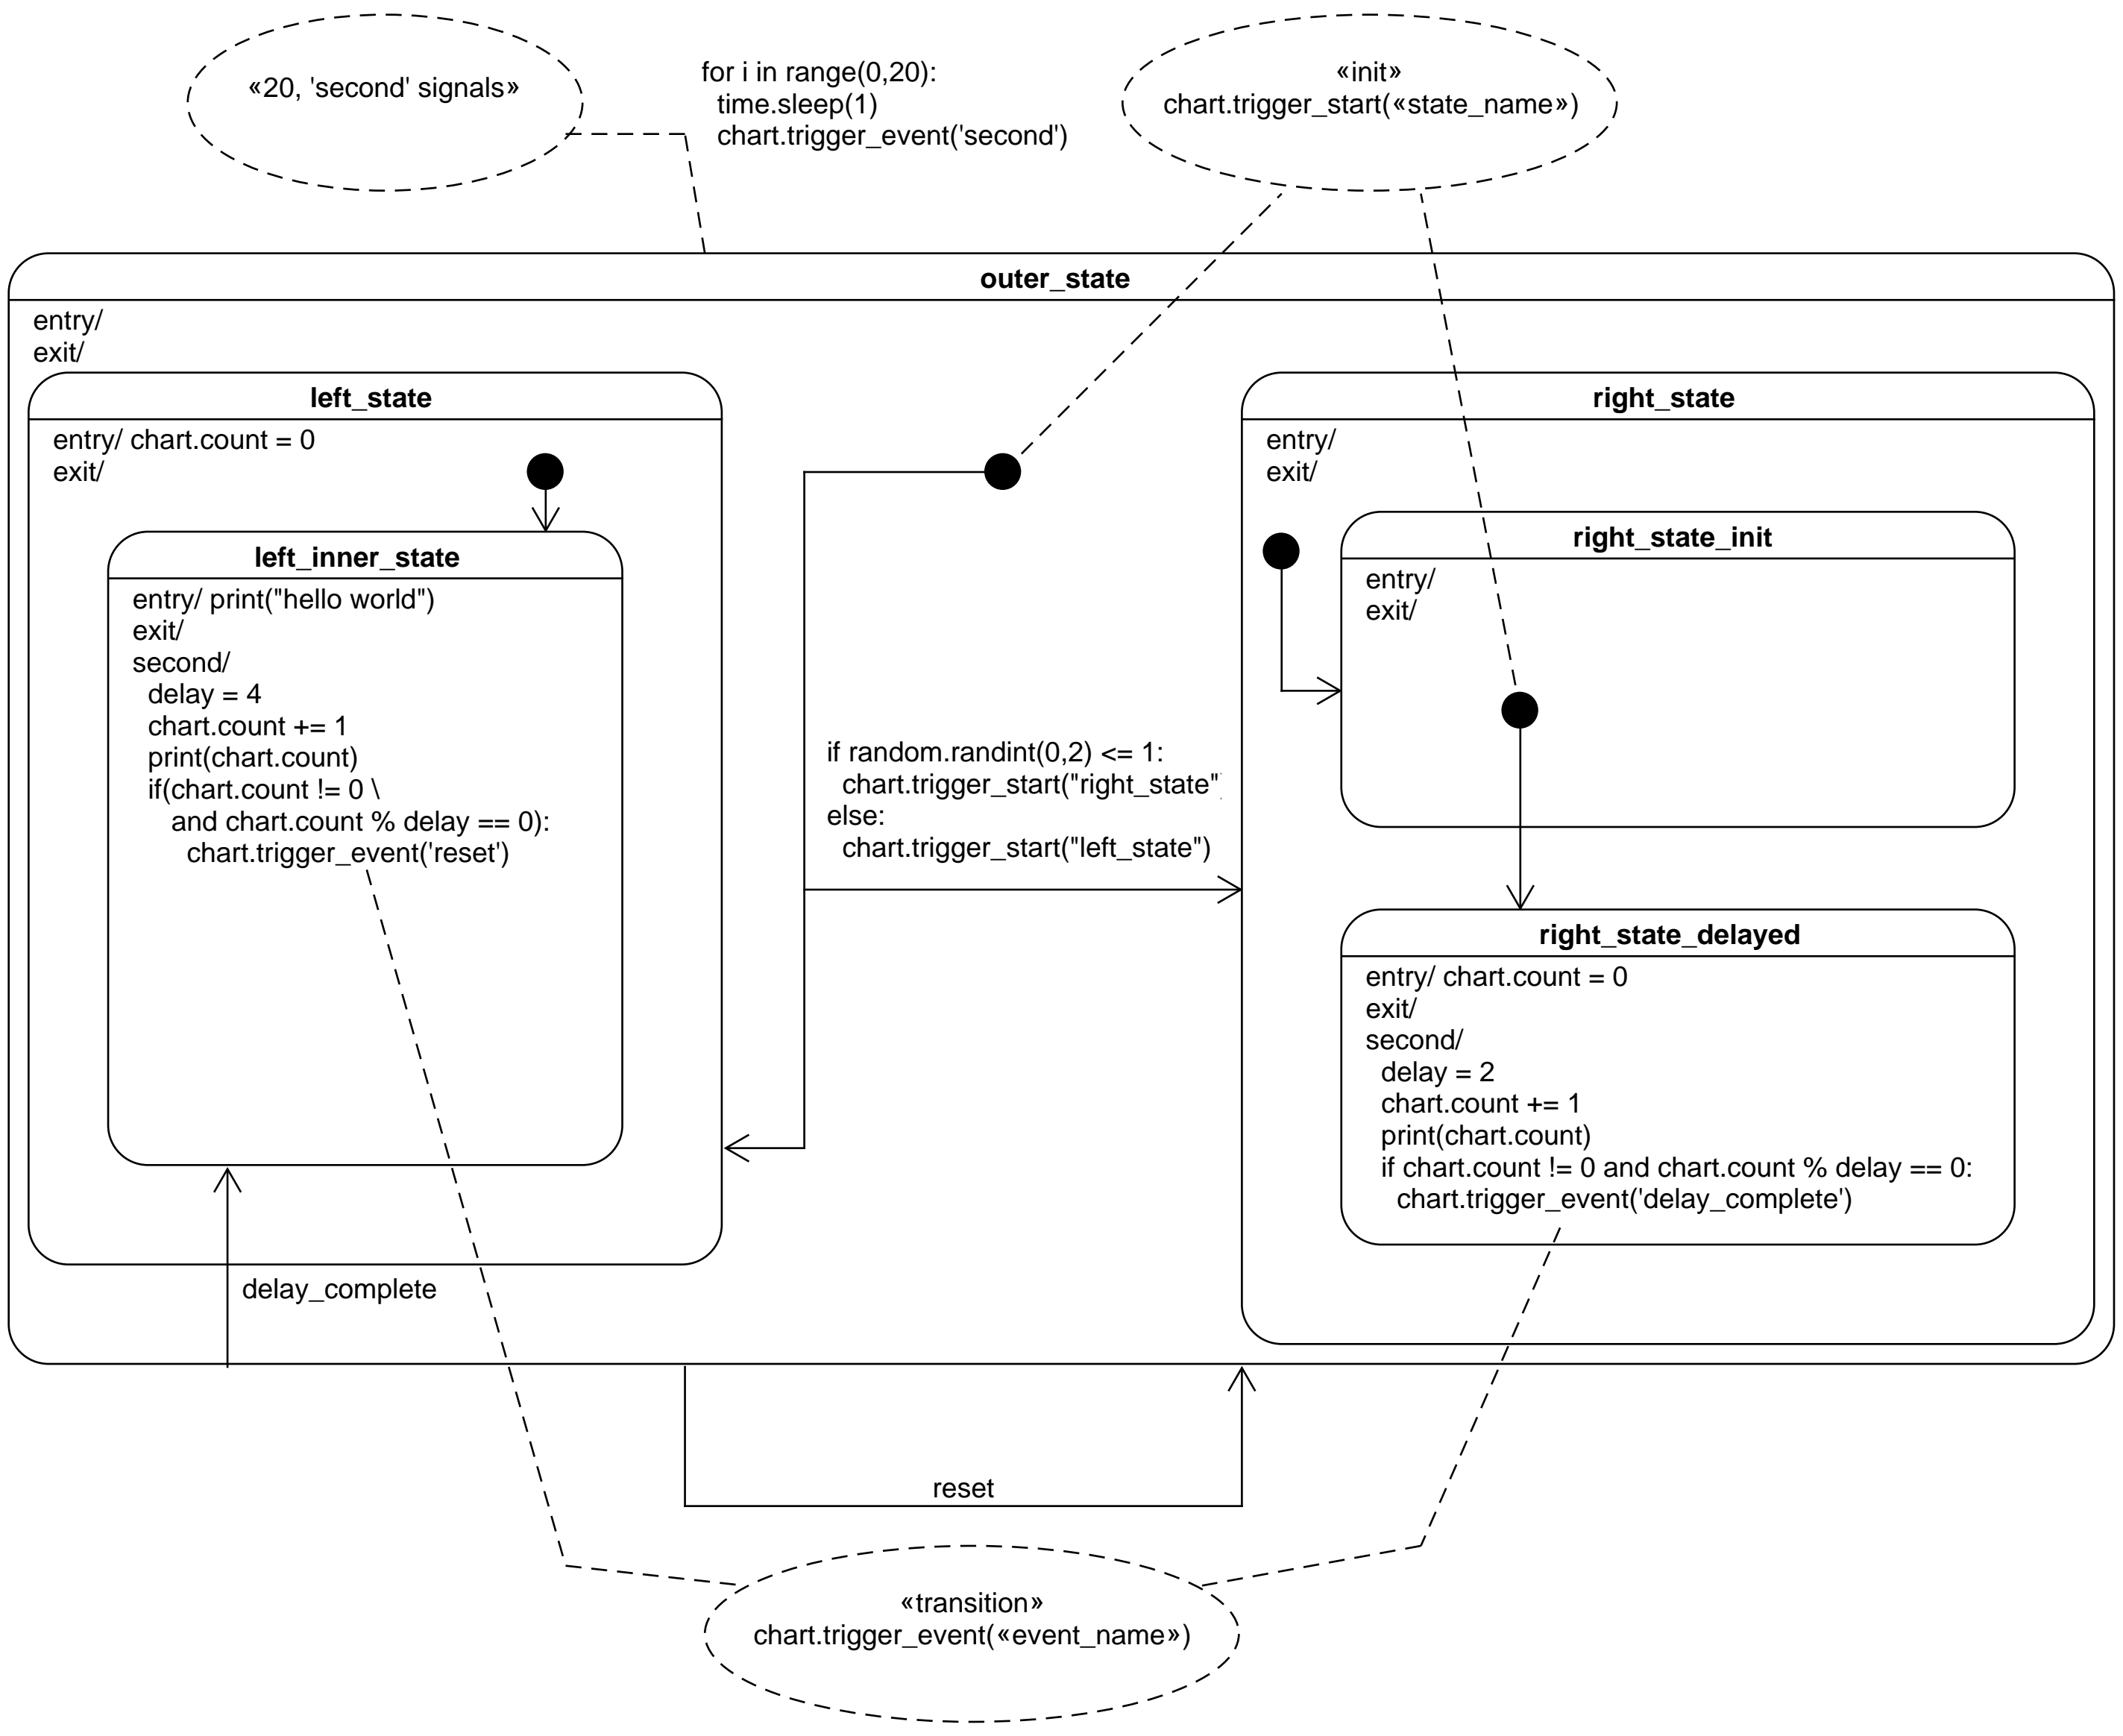 «20, 'second' signals»
for i in range(0,20):
time.sleep(1)
chart.trigger_event('second')
«init»
chart.trigger_start(«state_name»)
outer_state
entry/
exit/
left_state
entry/ chart.count = 0
exit/
left_inner_state
entry/ print("hello world")
exit/
second/
delay = 4
chart.count += 1
print(chart.count)
if(chart.count != 0 \
and chart.count % delay == 0):
chart.trigger_event('reset')
if random.randint(0,2) <= 1:
chart.trigger_start("right_state")
else:
chart.trigger_start("left_state")
right_state
entry/
exit/
right_state_init
entry/
exit/
right_state_delayed
entry/ chart.count = 0
exit/
second/
delay = 2
chart.count += 1
print(chart.count)
if chart.count != 0 and chart.count % delay == 0:
chart.trigger_event('delay_complete')
delay_complete
reset
«transition»
chart.trigger_event(«event_name»)